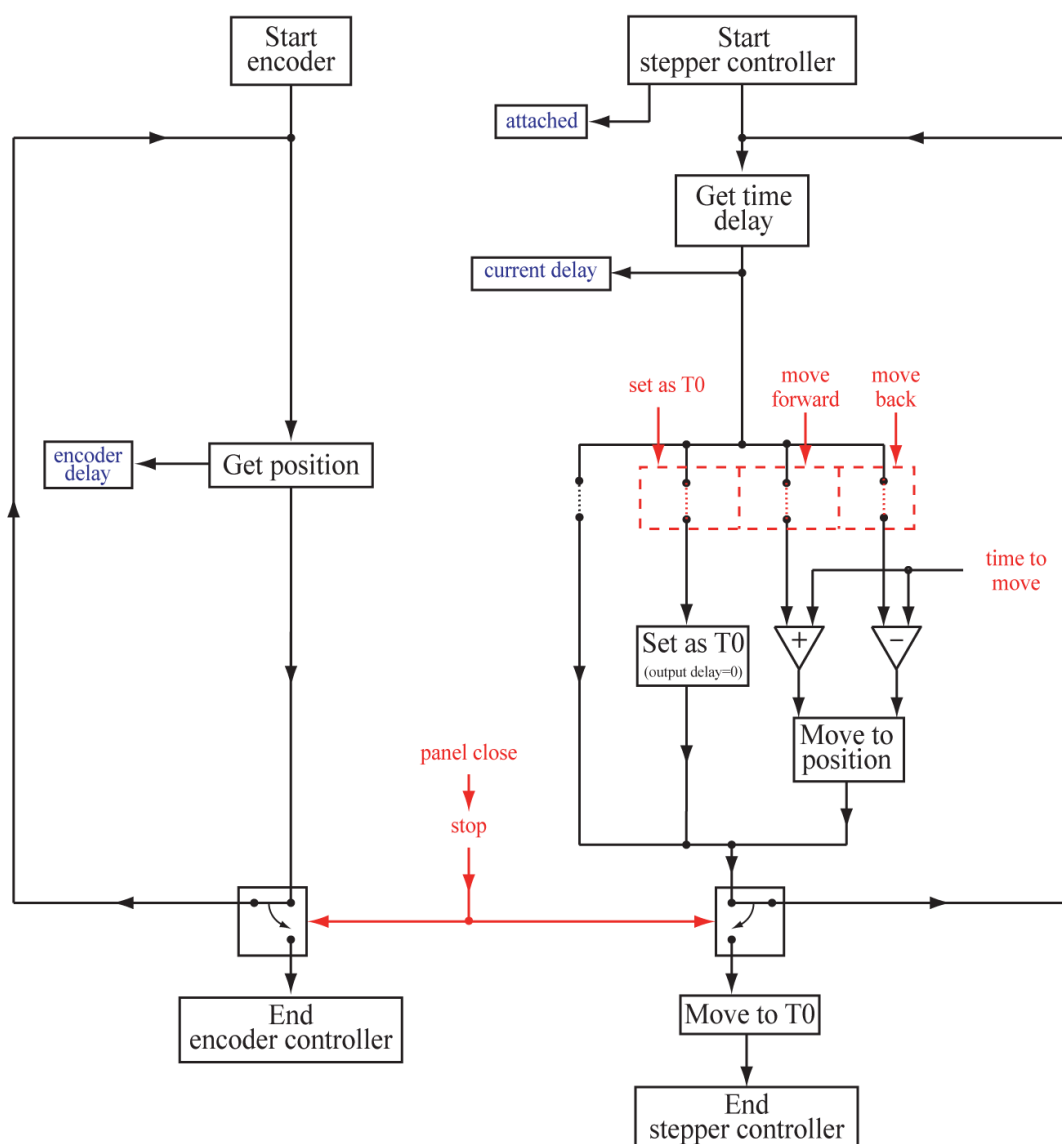 Start
encoder
Start
stepper controller
attached
Get time
delay
current delay
set as T0
move
forward
move
back
encoder
delay
Get position
time to
move
+
−
Set as T0
(output delay=0)
Move to
position
panel close
stop
End
encoder controller
Move to T0
End
stepper controller